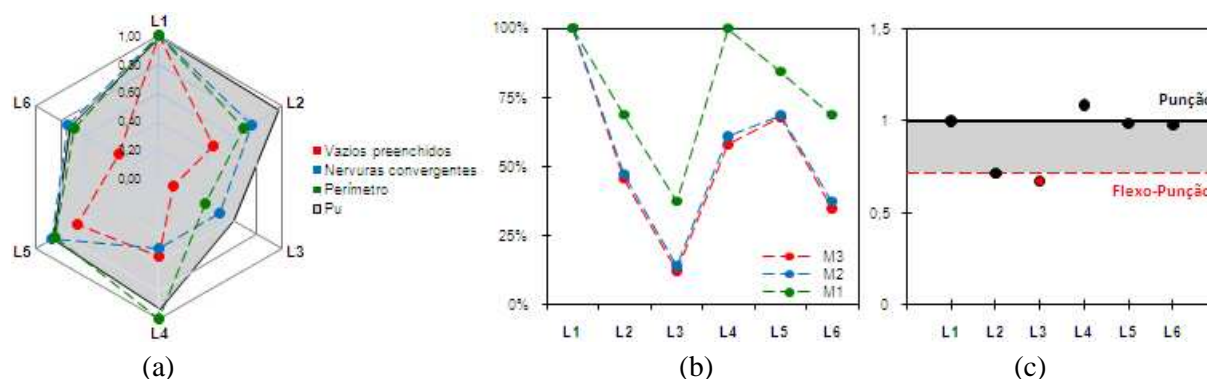 L1
1,00
0,80
0,60
0,40
0,20
0,00
L2
L3
L4
L5
L6
Vazios preenchidos
Nervuras convergentes
Perímetro
Pu
(a)
100%
75%
50%
25%
0%
M3
M2
M1
L1 L2 L3 L4 L5 L6
(b)
1,5
1
0,5
0
Punção
Flexo-Punção
L1 L2 L3 L4 L5 L6
(c)